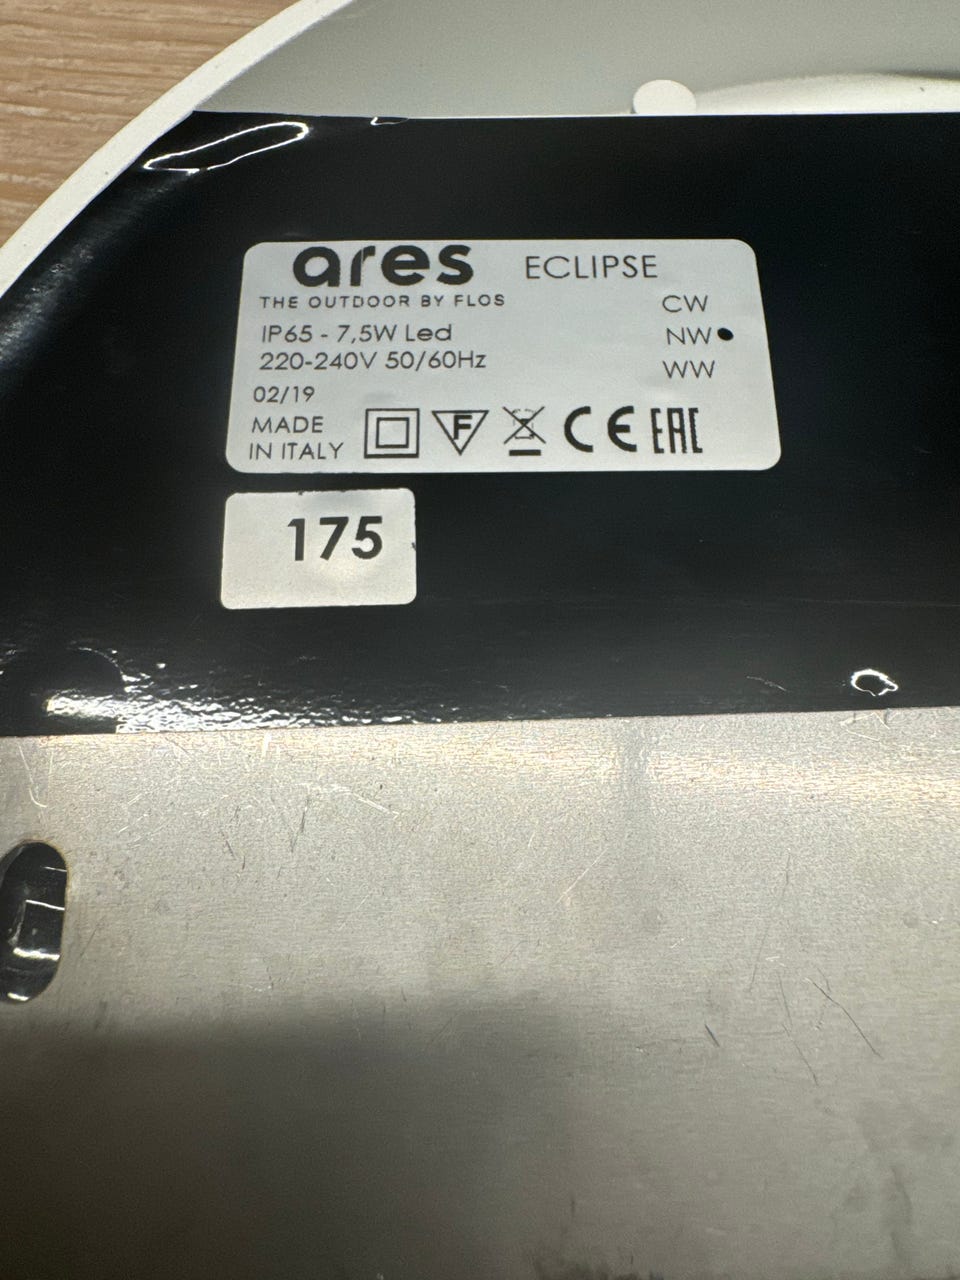 ares ECLIPSE
THE OUTDOOR BY FLOS
CW
IP65 - 7,5W Led
NW
220-240V 50/60Hz
WW
02/19
MADE
IN ITALY
F
CE
EAC
175